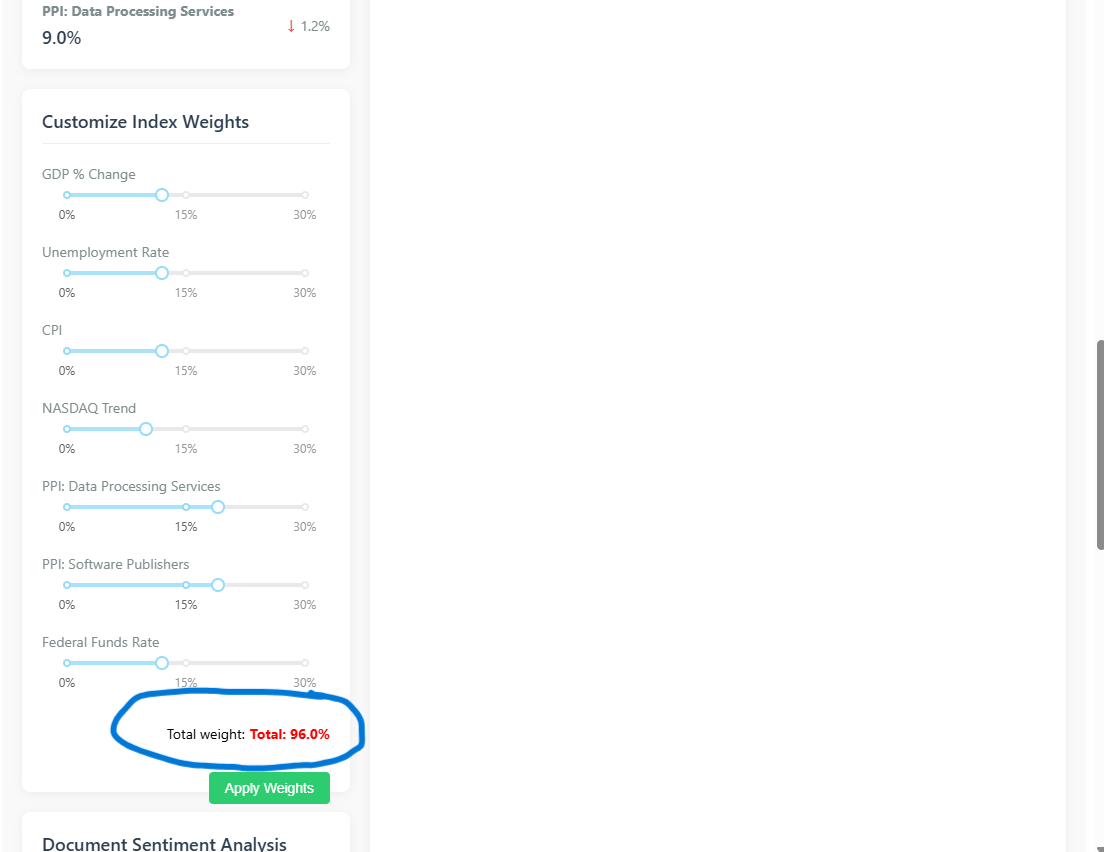 PPI: Data Processing Services
9.0%
↓ 1.2%
Customize Index Weights
GDP % Change
0% 15% 30%
Unemployment Rate
0% 15% 30%
CPI
0% 15% 30%
NASDAQ Trend
0% 15% 30%
PPI: Data Processing Services
0% 15% 30%
PPI: Software Publishers
0% 15% 30%
Federal Funds Rate
0% 15% 30%
Total weight: Total: 96.0%
Apply Weights
Document Sentiment Analysis